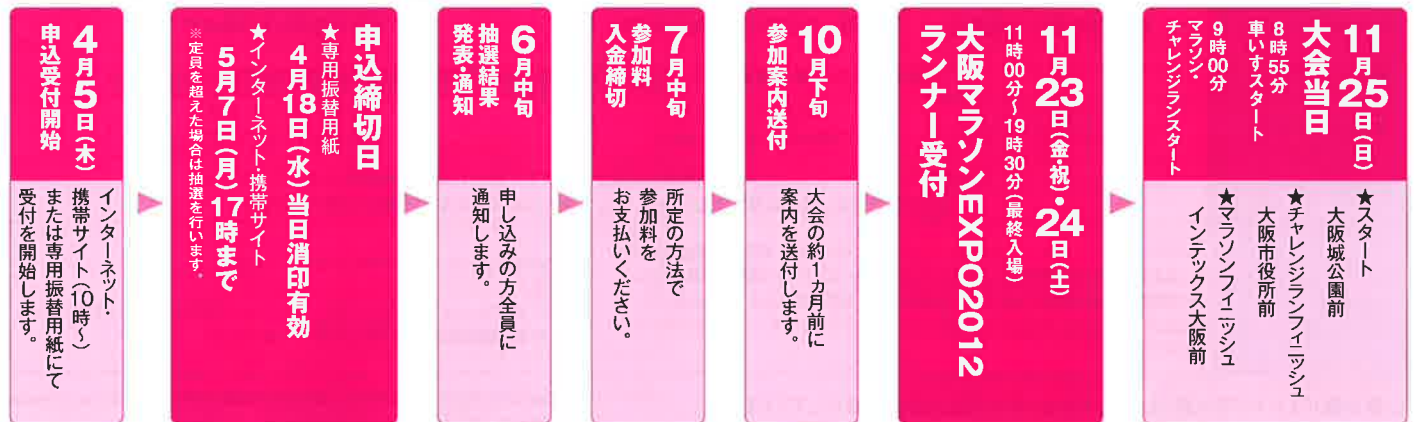 4月5日(木)
申込受付開始
インターネット・
携帯サイト(10時~)
または専用振替用紙にて
受付を開始します。
申込締切日
★専用振替用紙
4月18日(水)当日消印有効
★インターネット・携帯サイト
5月7日(月)17時まで
※定員を超えた場合は抽選を行います。
6月中旬
抽選結果
発表・通知
申し込みの方全員に
通知します。
7月中旬
参加料
入金締切
所定の方法で
参加料を
お支払いください。
10月下旬
参加案内送付
大会の約1ヵ月前に
案内を送付します。
11月23日(金・祝)・24日(土)
11時00分~19時30分(最終入場)
大阪マラソンEXPO2012
ランナー受付
11月25日(日)
大会当日
8時55分
車いすスタート
9時00分
マラソン・
チャレンジランスタート
★スタート
大阪城公園前
★チャレンジランフィニッシュ
大阪市役所前
★マラソンフィニッシュ
インテックス大阪前